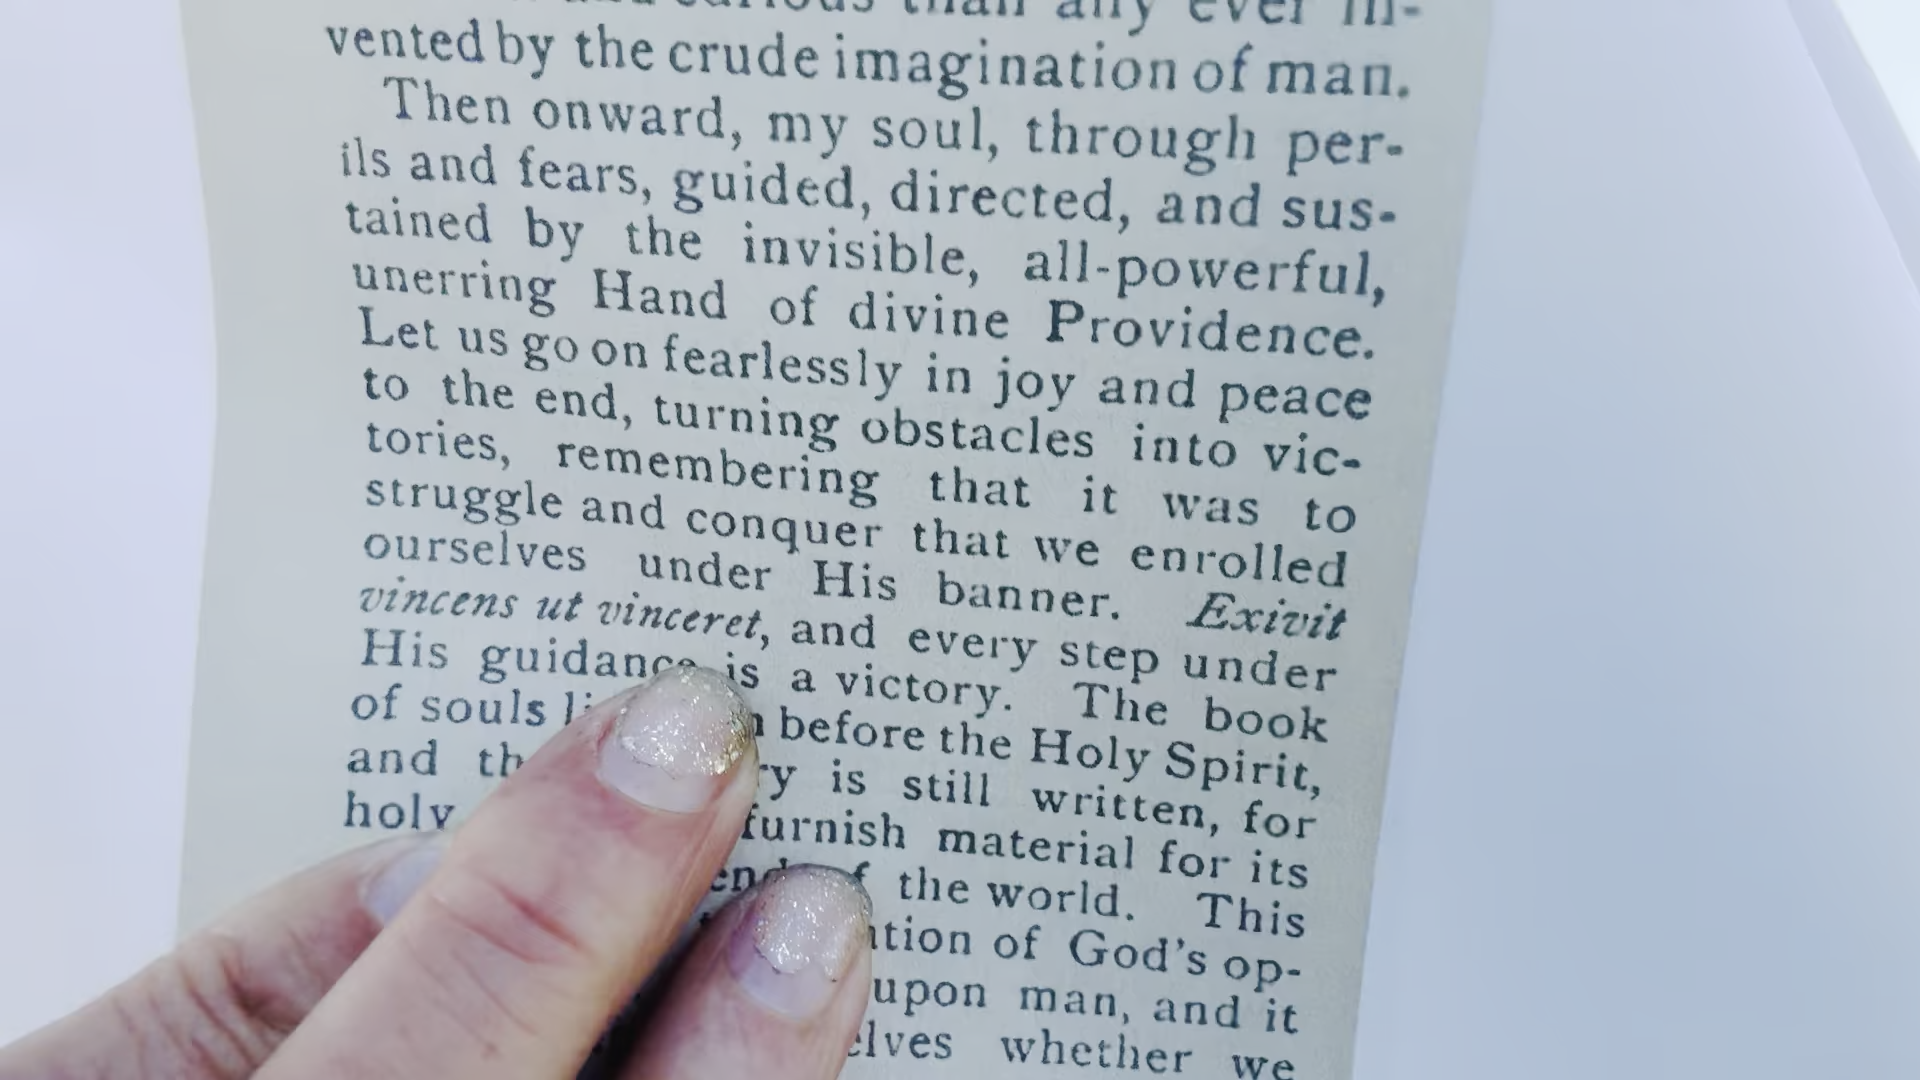 than any ever in-
vented by the crude imagination of man.
Then onward, my soul, through per-
ils and fears, guided, directed, and sus-
tained by the invisible, all-powerful,
unerring Hand of divine Providence.
Let us go on fearlessly in joy and peace
to the end, turning obstacles into vic-
tories, remembering that it was to
struggle and conquer that we enrolled
ourselves under His banner. Exivit
vincens ut vinceret, and every step under
His guidance is a victory. The book
of souls before the Holy Spirit,
and is still written, for
holy furnish material for its
of the world. This
of God's op-
upon man, and it
whether we